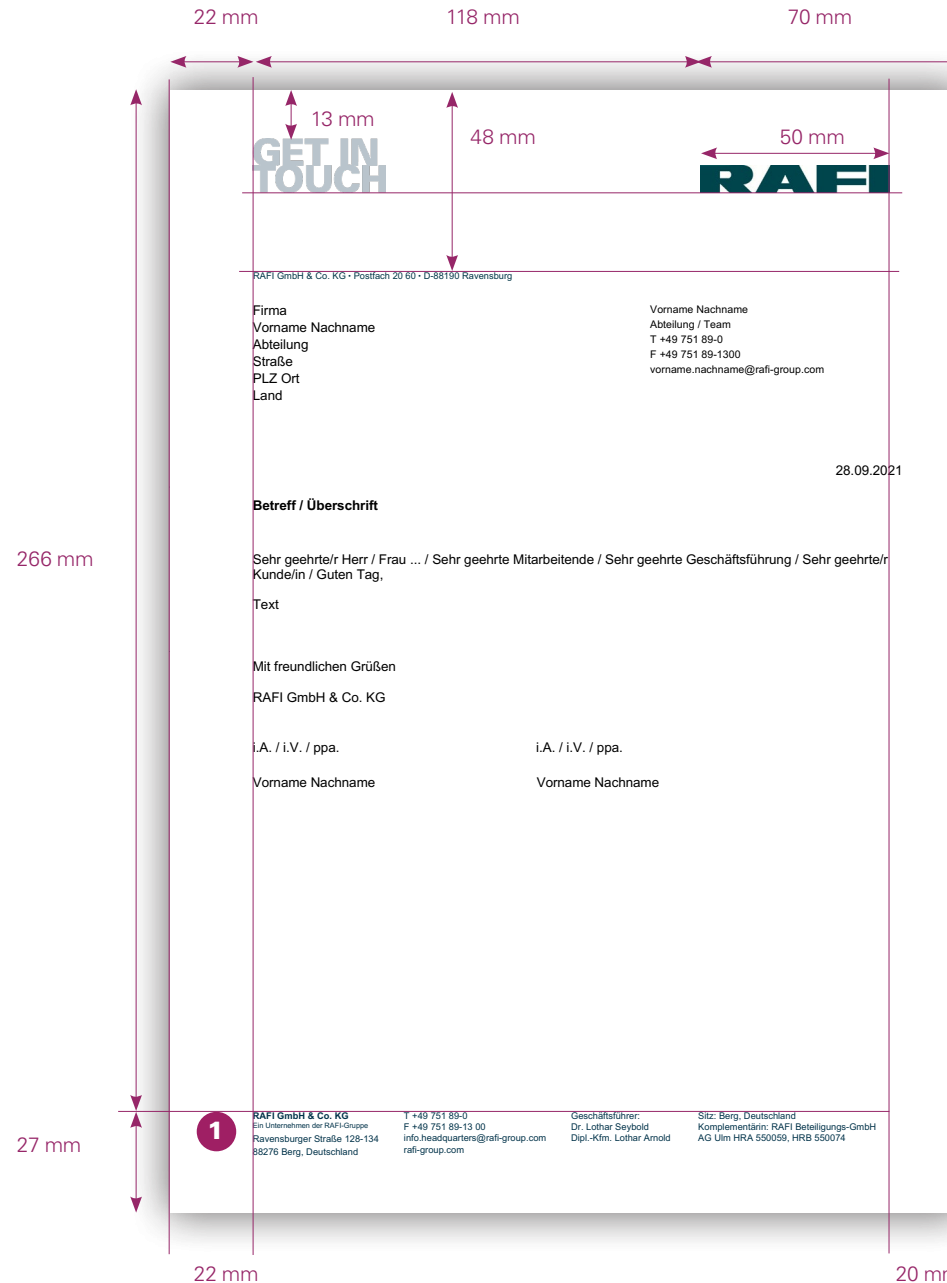 22 mm
118 mm
70 mm
13 mm
48 mm
50 mm
GET IN
TOUCH
RAFI
RAFI GmbH & Co. KG • Postfach 20 60 • D-88190 Ravensburg
Firma
Vorname Nachname
Abteilung
Straße
PLZ Ort
Land
Vorname Nachname
Abteilung / Team
T +49 751 89-0
F +49 751 89-1300
vorname.nachname@rafi-group.com
28.09.2021
Betreff / Überschrift
266 mm
Sehr geehrte/r Herr / Frau ... / Sehr geehrte Mitarbeitende / Sehr geehrte Geschäftsführung / Sehr geehrte/r
Kunde/in / Guten Tag,
Text
Mit freundlichen Grüßen
RAFI GmbH & Co. KG
i.A. / i.V. / ppa.
i.A. / i.V. / ppa.
Vorname Nachname
Vorname Nachname
27 mm
1
RAFI GmbH & Co. KG
Ein Unternehmen der RAFI-Gruppe
Ravensburger Straße 128-134
88276 Berg, Deutschland
T +49 751 89-0
F +49 751 89-13 00
info.headquarters@rafi-group.com
rafi-group.com
Geschäftsführer:
Dr. Lothar Seybold
Dipl.-Kfm. Lothar Arnold
Sitz: Berg, Deutschland
Komplementärin: RAFI Beteiligungs-GmbH
AG Ulm HRA 550059, HRB 550074
22 mm
20 mm